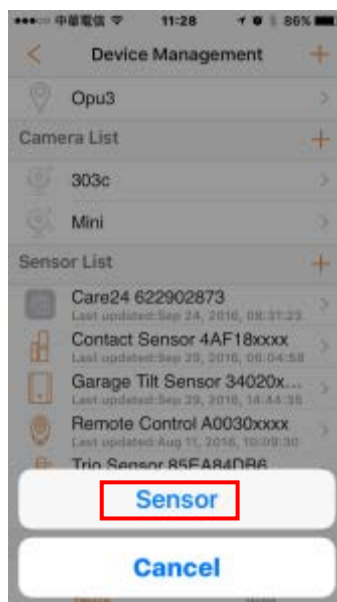 中華電信 11:28 86%
Device Management
Opu3
Camera List
303c
Mini
Sensor List
Care24 622902873
Last updated:Sep 24, 2016, 08:31:23
Contact Sensor 4AF18xxxx
Last updated:Sep 29, 2016, 06:04:58
Garage Tilt Sensor 34020x...
Last updated:Sep 29, 2016, 14:44:35
Remote Control A0030xxxx
Last updated:Aug 11, 2016, 10:09:30
Trio Sensor 85EA84DB6
Sensor
Cancel